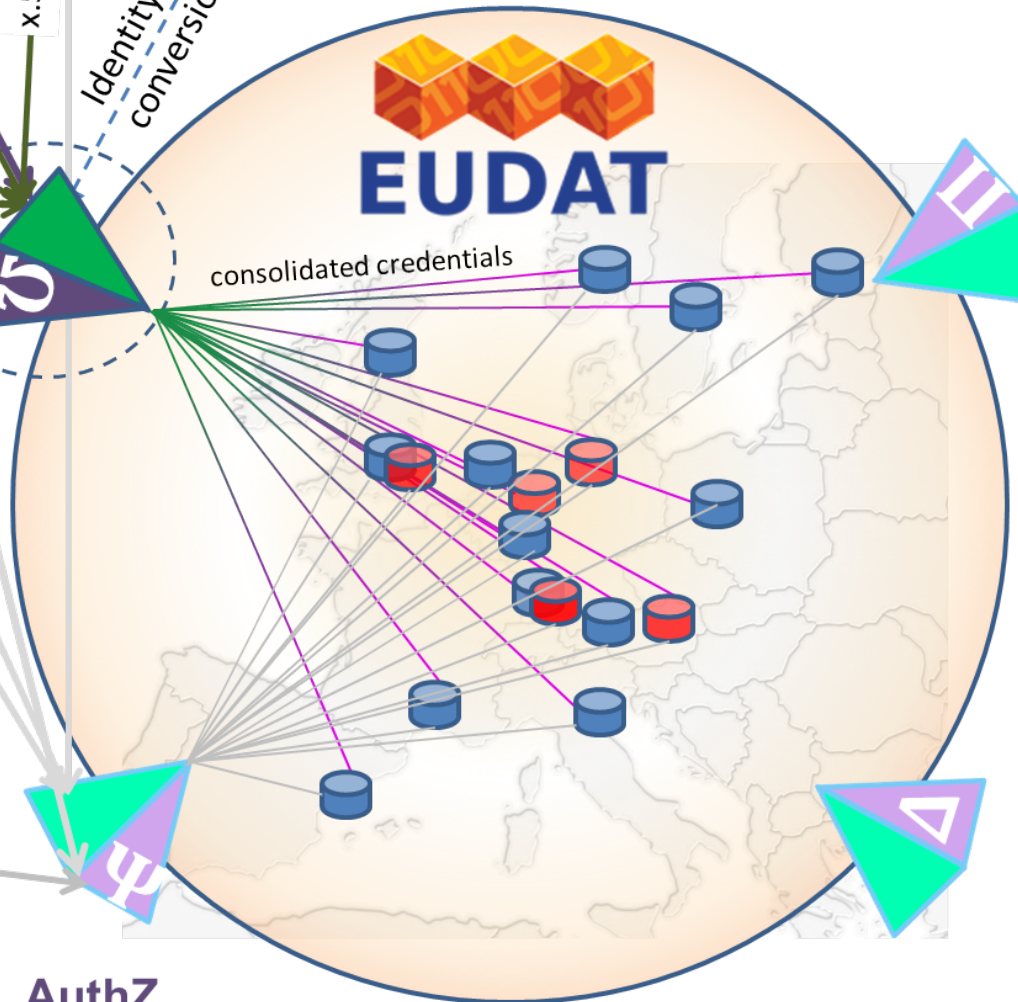 x.
Identity
conversio
EUDAT
consolidated credentials
Π
Ω
Ψ
Δ
AuthZ